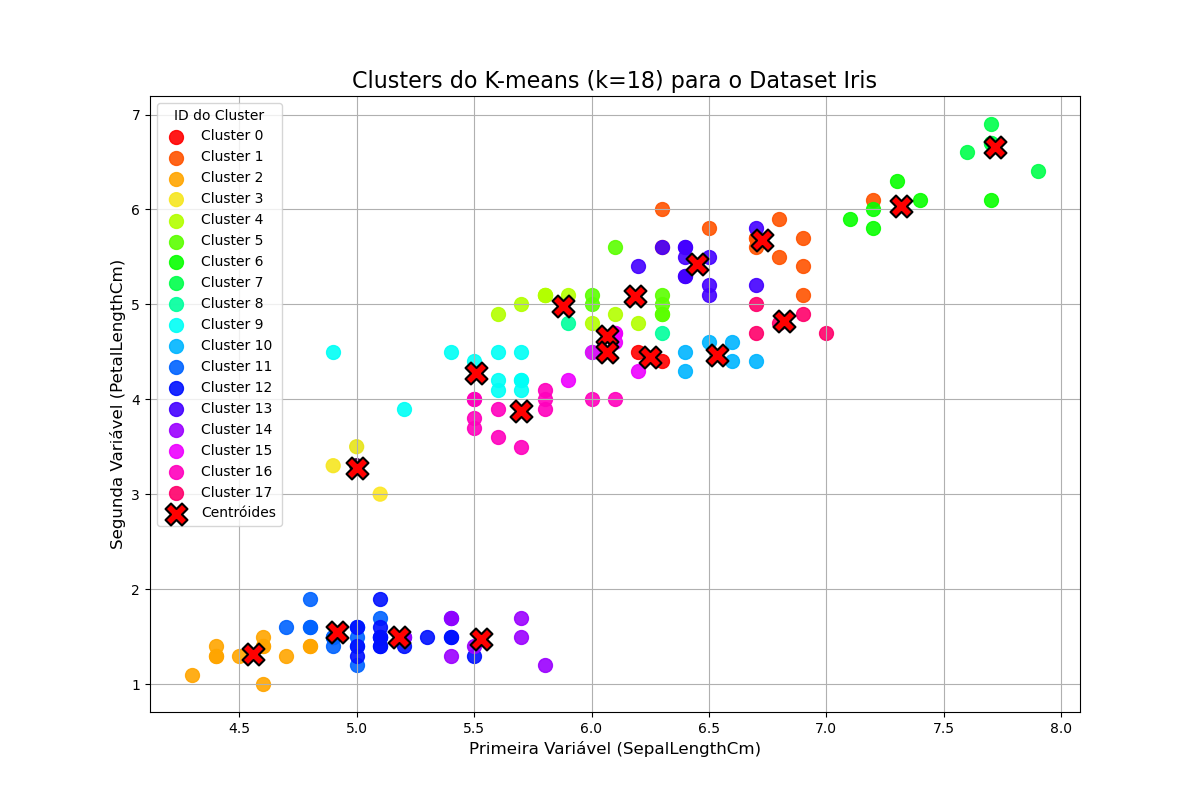 Clusters do K-means (k=18) para o Dataset Iris
ID do Cluster
Cluster 0
Cluster 1
Cluster 2
Cluster 3
Cluster 4
Cluster 5
Cluster 6
Cluster 7
Cluster 8
Cluster 9
Cluster 10
Cluster 11
Cluster 12
Cluster 13
Cluster 14
Cluster 15
Cluster 16
Cluster 17
Centróides
Segunda Variável (PetalLengthCm)
7
6
5
4
3
2
1
4.5 5.0 5.5 6.0 6.5 7.0 7.5 8.0
Primeira Variável (SepalLengthCm)